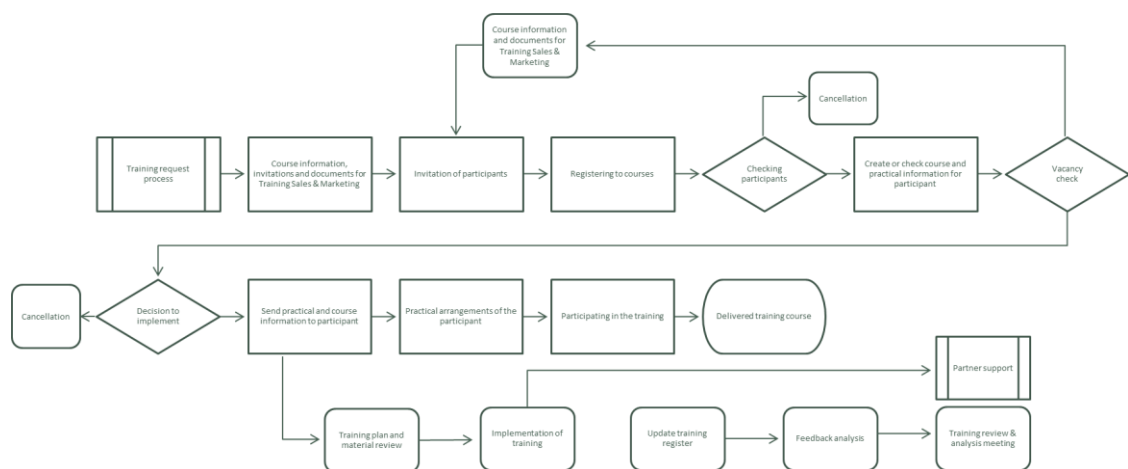 Course information
and documents for
Training Sales &
Marketing
Cancellation
Training request
process
Course information,
invitations and documents for
Training Sales & Marketing
Invitation of participants
Registering to courses
Checking
participants
Create or check course and
practical information for
participant
Vacancy
check
Cancellation
Decision to
implement
Send practical and course
information to participant
Practical arrangements of the
participant
Participating in the training
Delivered training course
Partner support
Training plan and
material review
Implementation of
training
Update training
register
Feedback analysis
Training review &
analysis meeting